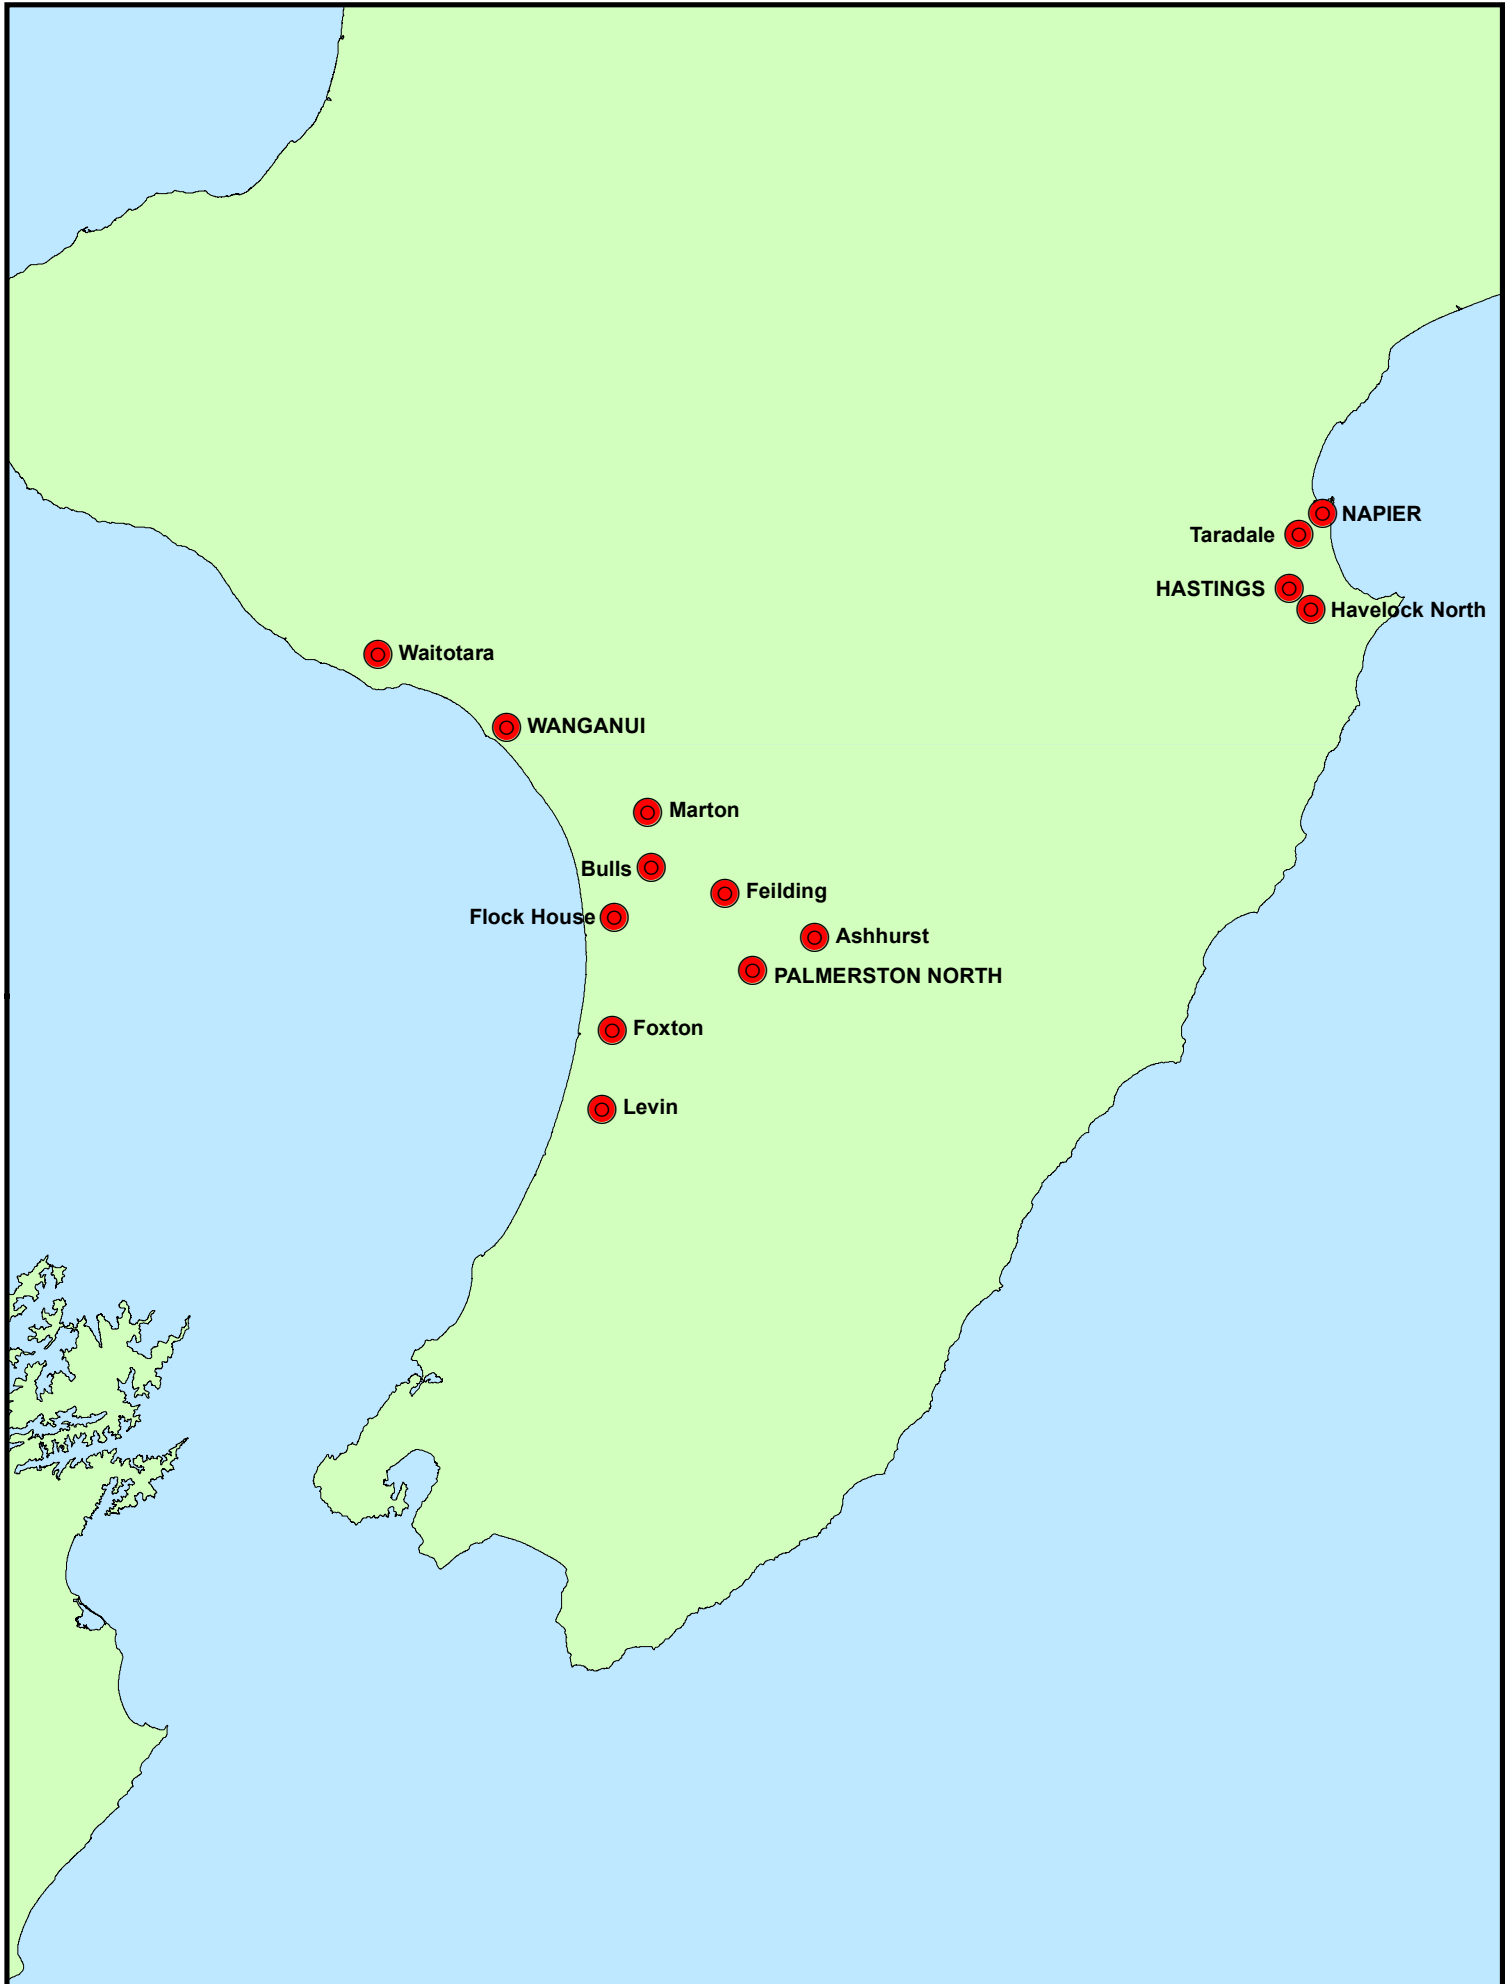 NAPIER
Taradale
HASTINGS
Havelock North
Waitotara
WANGANUI
Marton
Bulls
Feilding
Flock House
Ashhurst
PALMERSTON NORTH
Foxton
Levin